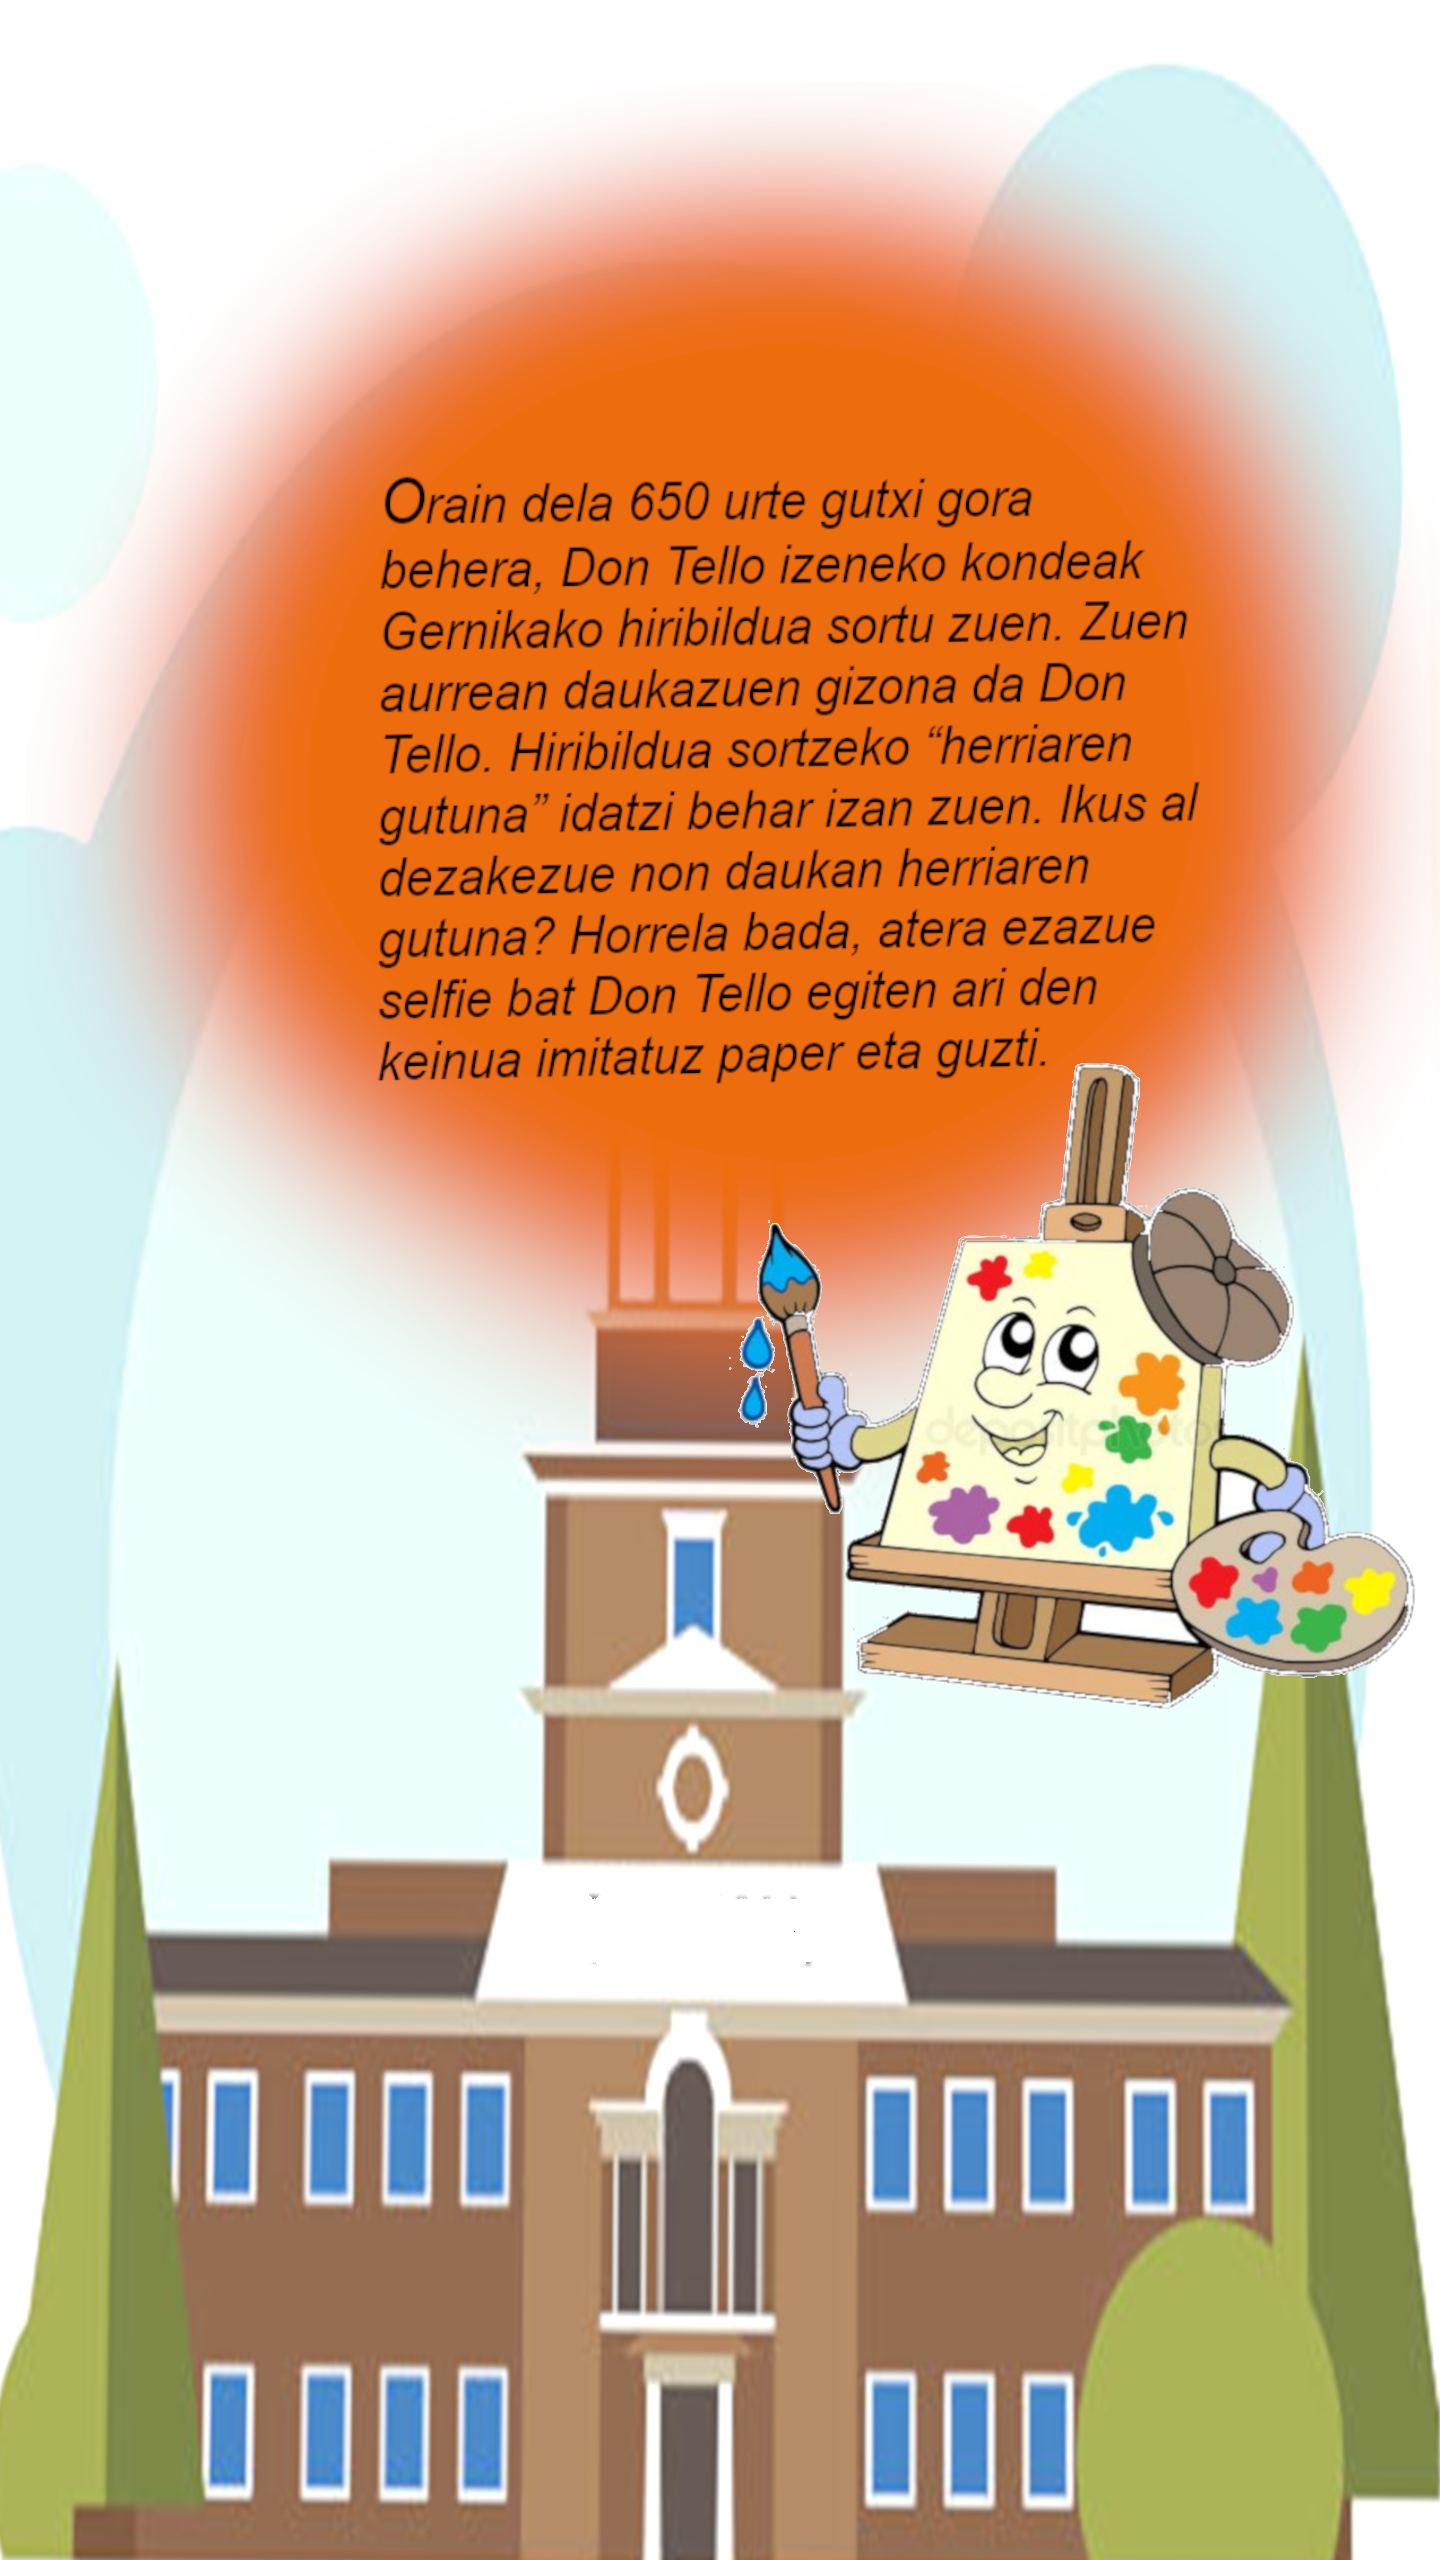 Orain dela 650 urte gutxi gora
behera, Don Tello izeneko kondeak
Gernikako hiribildua sortu zuen. Zuen
aurrean daukazuen gizona da Don
Tello. Hiribildua sortzeko “herriaren
gutuna” idatzi behar izan zuen. Ikus al
dezakezue non daukan herriaren
gutuna? Horrela bada, atera ezazue
selfie bat Don Tello egiten ari den
keinua imitatuz paper eta guzti.
depositphotos